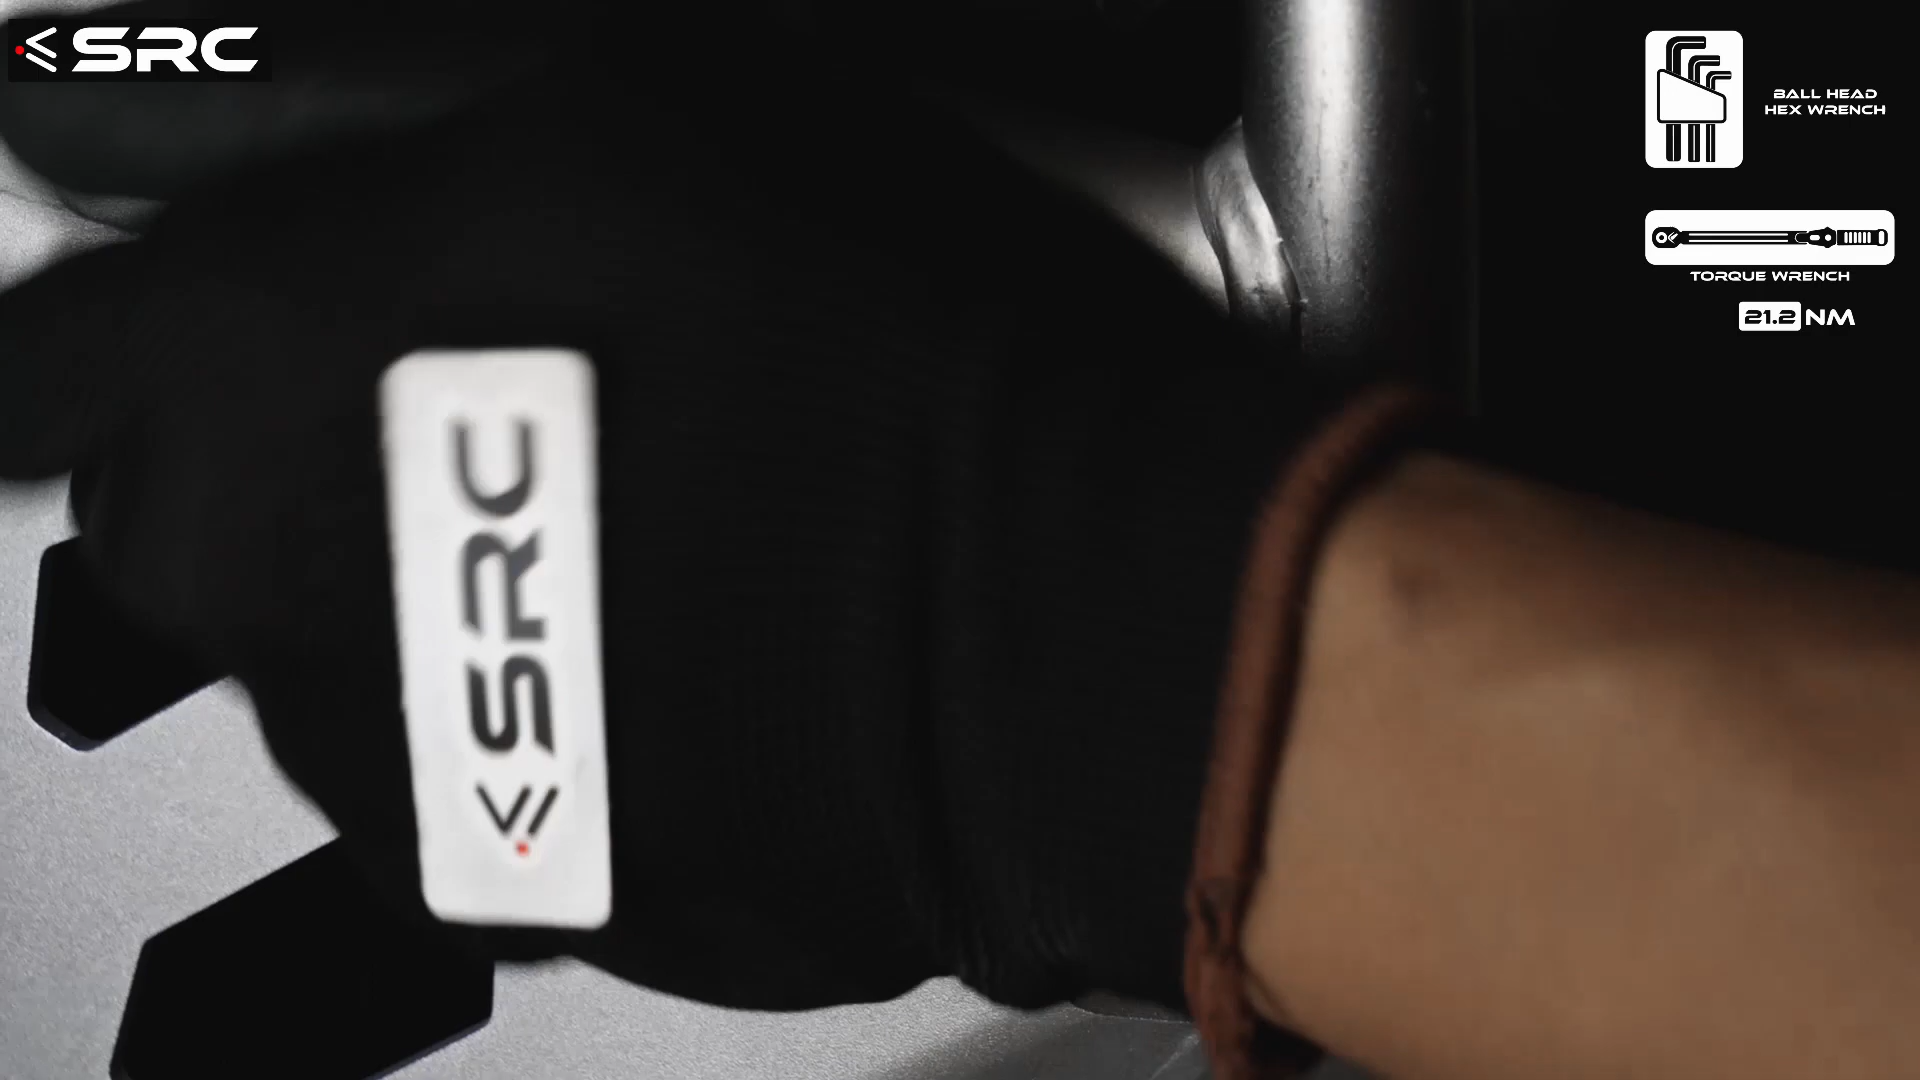 SRC
BALL HEAD
HEX WRENCH
TORQUE WRENCH
21.2 NM
SRC